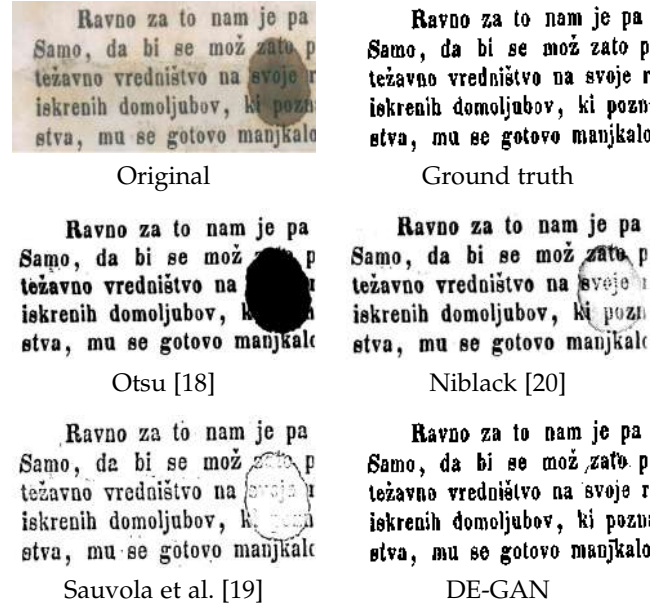 Ravno za to nam je pa
Samo, da bi se mož zato p
težavno vredništvo na svoje r
iskrenih domoljubov, ki pozn
stva, mu se gotovo manjkalo
Original
Ravno za to nam je pa
Samo, da bi se mož zato p
težavno vredništvo na svoje r
iskrenih domoljubov, ki pozn
stva, mu se gotovo manjkalo
Ground truth
Ravno za to nam je pa
Samo, da bi se mož p
težavno vredništvo na
iskrenih domoljubov,
stva, mu se gotovo manjkalo
Otsu [18]
Ravno za to nam je pa
Samo, da bi se mož zato p
težavno vredništvo na svoje
iskrenih domoljubov, ki pozn
stva, mu se gotovo manjkalo
Niblack [20]
Ravno za to nam je pa
Samo, da bi se mož p
težavno vredništvo na
iskrenih domoljubov,
stva, mu se gotovo manjkalo
Sauvola et al. [19]
Ravno za to nam je pa
Samo, da bi se mož zato p
težavno vredništvo na svoje r
iskrenih domoljubov, ki pozn
stva, mu se gotovo manjkalo
DE-GAN